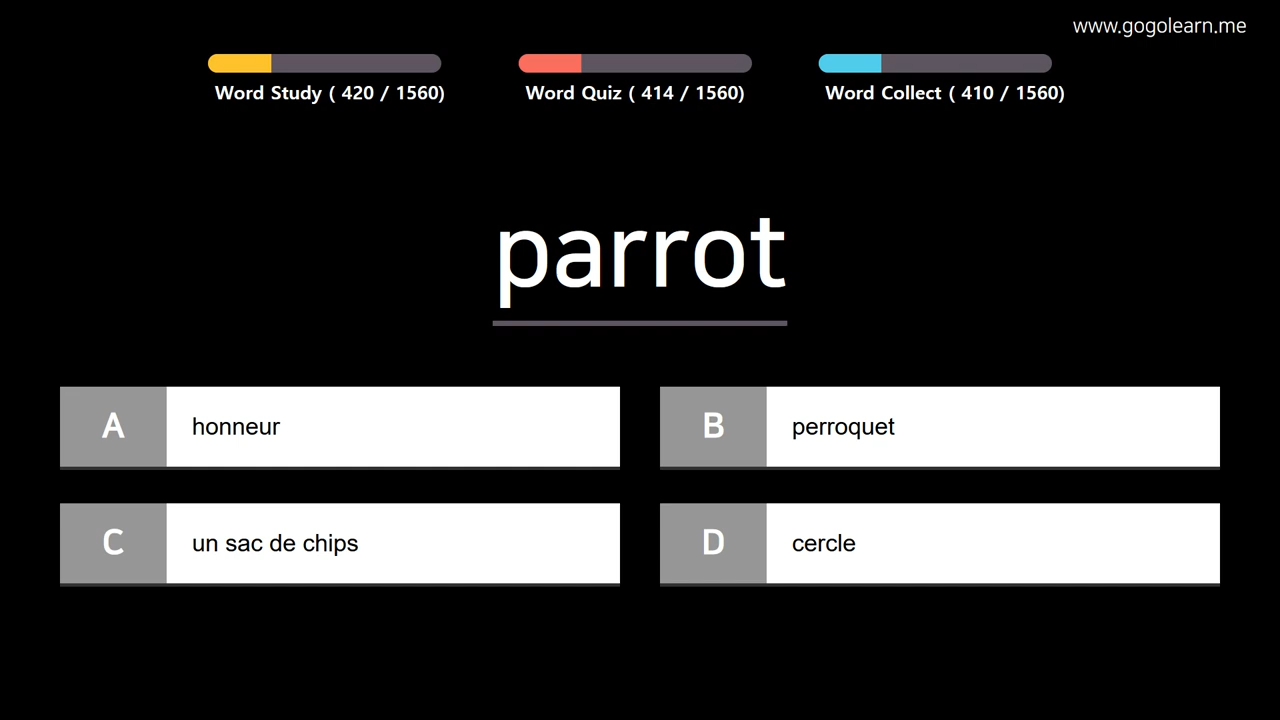 www.gogolearn.me
Word Study ( 420 / 1560)
Word Quiz ( 414 / 1560)
Word Collect ( 410 / 1560)
parrot
A honneur
B perroquet
C un sac de chips
D cercle